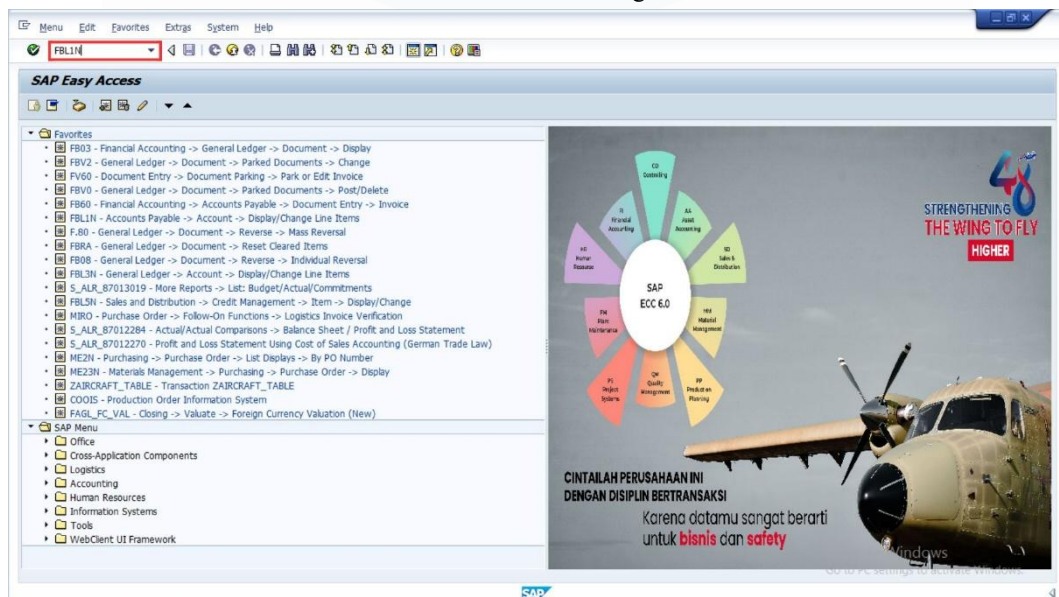 Menu Edit Favorites Extras System Help
FBL1N
SAP Easy Access
Favorites
FB03 - Financial Accounting -> General Ledger -> Document -> Display
FBV2 - General Ledger -> Document -> Parked Documents -> Change
FV60 - Document Entry -> Document Parking -> Park or Edit Invoice
FBV0 - General Ledger -> Document -> Parked Documents -> Post/Delete
FB60 - Financial Accounting -> Accounts Payable -> Document Entry -> Invoice
FBL1N - Accounts Payable -> Account -> Display/Change Line Items
F.80 - General Ledger -> Document -> Reverse -> Mass Reversal
FBRA - General Ledger -> Document -> Reset Cleared Items
FB08 - General Ledger -> Document -> Reverse -> Individual Reversal
FBL3N - General Ledger -> Account -> Display/Change Line Items
S_ALR_87013019 - More Reports -> List: Budget/Actual/Commitments
FBL5N - Sales and Distribution -> Credit Management -> Item -> Display/Change
MIRO - Purchase Order -> Follow-On Functions -> Logistics Invoice Verification
S_ALR_87012284 - Actual/Actual Comparisons -> Balance Sheet / Profit and Loss Statement
S_ALR_87012270 - Profit and Loss Statement Using Cost of Sales Accounting (German Trade Law)
ME2N - Purchasing -> Purchase Order -> List Displays -> By PO Number
ME23N - Materials Management -> Purchasing -> Purchase Order -> Display
ZAIRCRAFT_TABLE - Transaction ZAIRCRAFT_TABLE
COOIS - Production Order Information System
FAGL_FC_VAL - Closing -> Valuate -> Foreign Currency Valuation (New)
SAP Menu
Office
Cross-Application Components
Logistics
Accounting
Human Resources
Information Systems
Tools
WebClient UI Framework
CO
Controlling
FI
Financial
Accounting
AA
Asset
Accounting
HR
Human
Resource
SD
Sales &
Distribution
SAP
ECC 6.0
PM
Plant
Maintenance
MM
Material
Management
PS
Project
Systems
QM
Quality
Management
PP
Production
Planning
48
STRENGTHENING
THE WING TO FLY
HIGHER
CINTAILAH PERUSAHAAN INI
DENGAN DISIPLIN BERTRANSAKSI
Karena datamu sangat berarti
untuk bisnis dan safety
Windows
Go to PC settings to activate Windows.
SAP